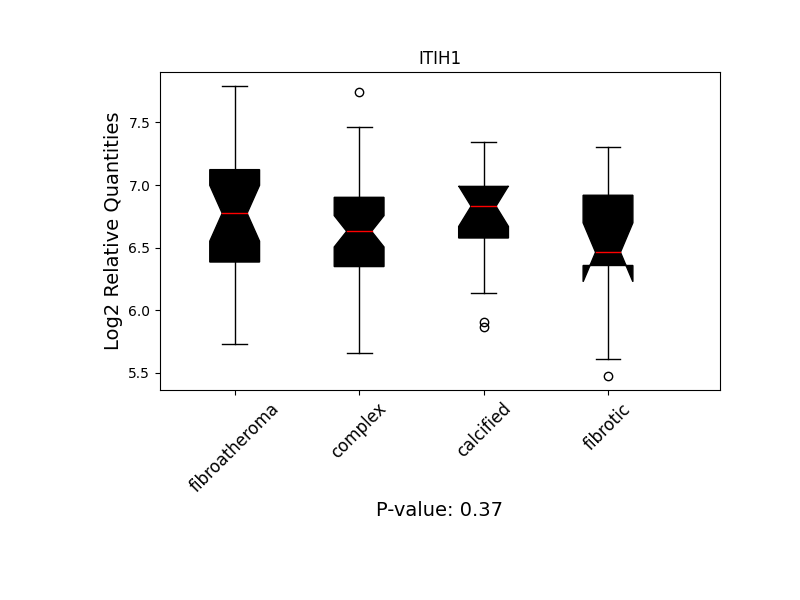 ITIH1
Log2 Relative Quantities
7.5
7.0
6.5
6.0
5.5
fibroatheroma
complex
calcified
fibrotic
P-value: 0.37